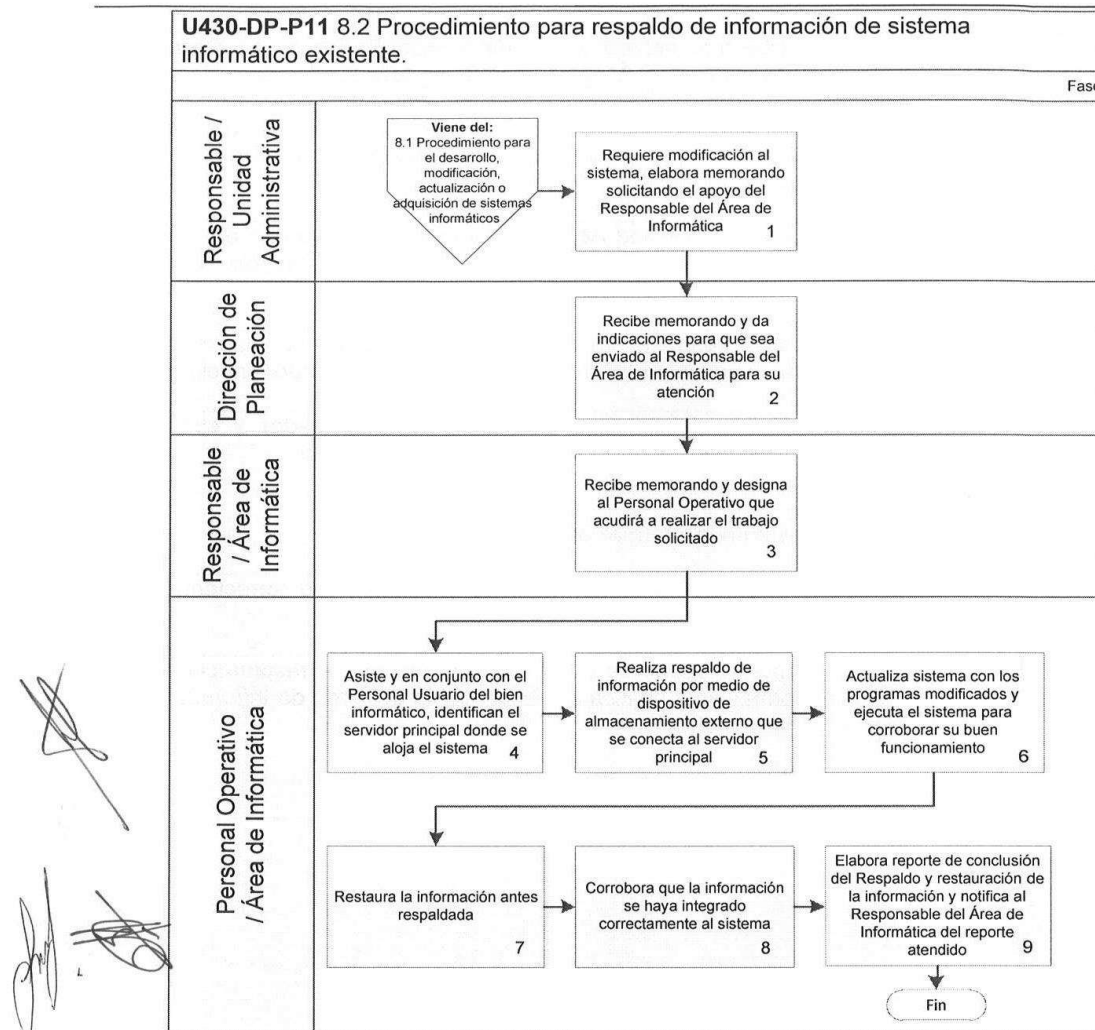 U430-DP-P11 8.2 Procedimiento para respaldo de información de sistema
informático existente.
Fase
Responsable /
Unidad
Administrativa
Viene del:
8.1 Procedimiento para
el desarrollo,
modificación,
actualización o
adquisición de sistemas
informáticos
Requiere modificación al
sistema, elabora memorando
solicitando el apoyo del
Responsable del Área de
Informática
1
Dirección de
Planeación
Recibe memorando y da
indicaciones para que sea
enviado al Responsable del
Área de Informática para su
atención
2
Responsable
/ Área de
Informática
Recibe memorando y designa
al Personal Operativo que
acudirá a realizar el trabajo
solicitado
3
Personal Operativo
/ Área de Informática
Asiste y en conjunto con el
Personal Usuario del bien
informático, identifican el
servidor principal donde se
aloja el sistema
4
Realiza respaldo de
información por medio de
dispositivo de
almacenamiento externo que
se conecta al servidor
principal
5
Actualiza sistema con los
programas modificados y
ejecuta el sistema para
corroborar su buen
funcionamiento
6
Restaura la información antes
respaldada
7
Corrobora que la información
se haya integrado
correctamente al sistema
8
Elabora reporte de conclusión
del Respaldo y restauración de
la información y notifica al
Responsable del Área de
Informática del reporte
atendido
9
Fin